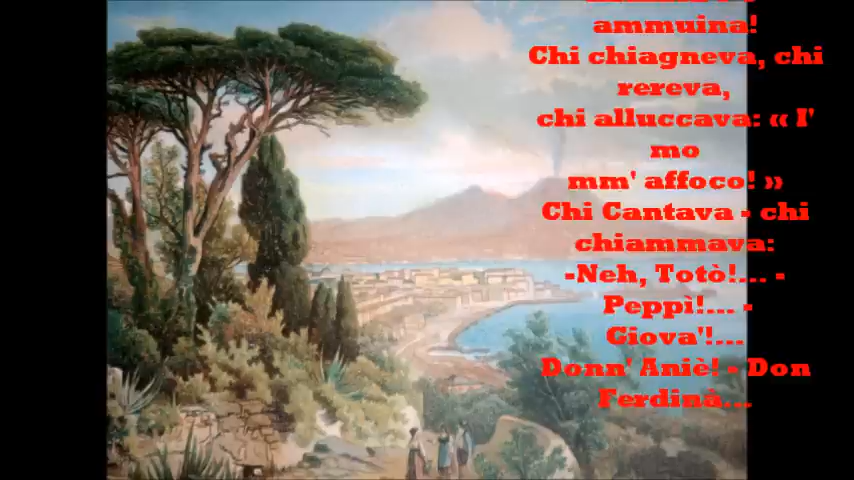 ammuina!
Chi chiagneva, chi
rereva,
chi alluccava: « I'
mo
mm' affoco! »
Chi Cantava - chi
chiammava:
-Neh, Totò!... -
Peppì!... -
Giova'!...
Donn' Aniè! - Don
Ferdinà...